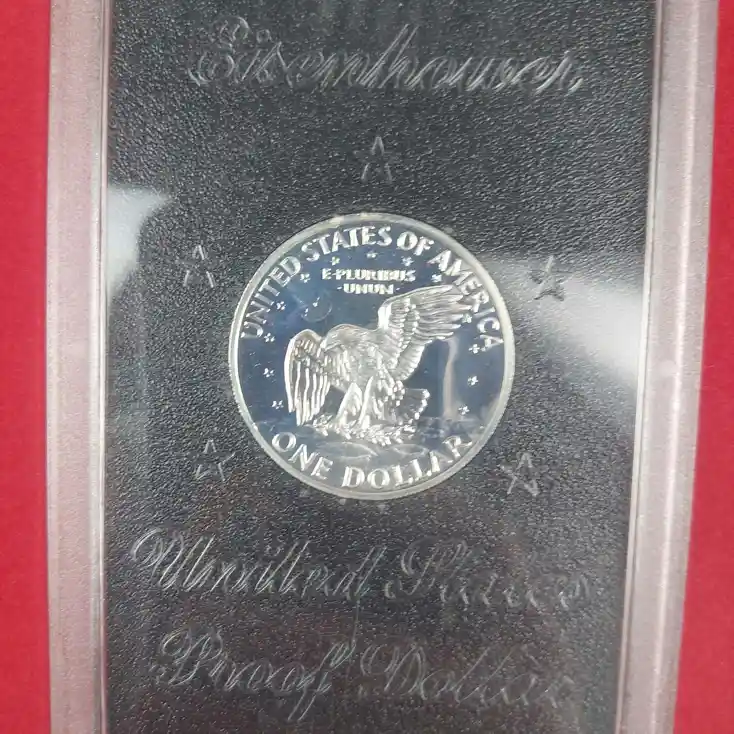 Eisenhower
UNITED STATES OF AMERICA
E·PLURIBUS
·UNUM·
ONE DOLLAR
United States
Proof Dollar